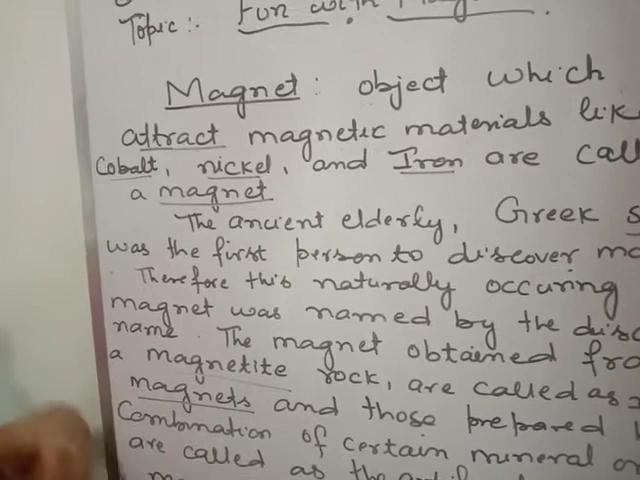 Topic:- Fun with
Magnet: object which
attract magnetic materials
Cobalt, nickel, and Iron are
a magnet
The ancient elderly, Greek
was the first person to discover
Therefore this naturally occuring
magnet was named by the
name. The magnet obtained
a magnetite rock, are called as
magnets and those prepared
Combination of certain mineral
are called as the